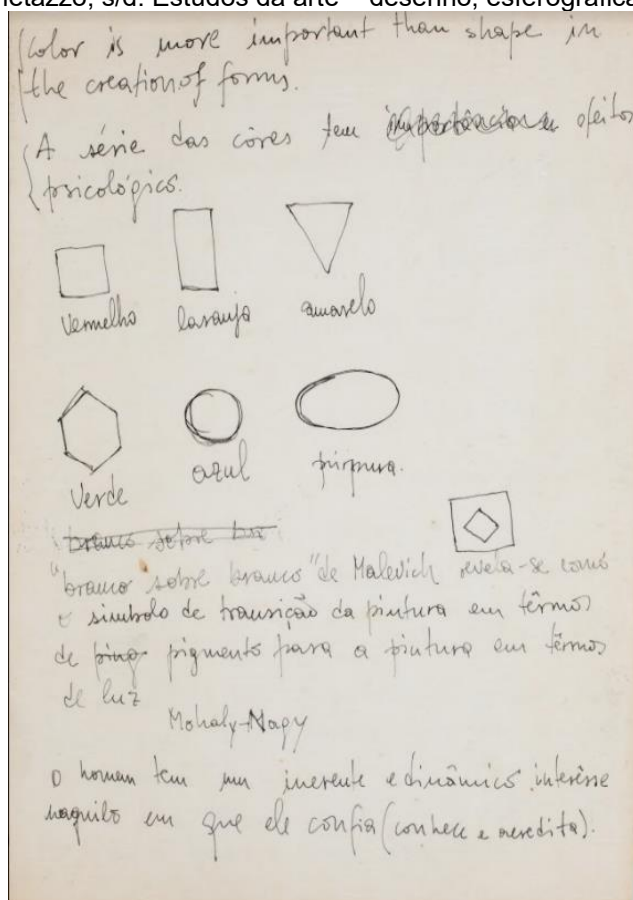 etazzo, s/d. Estudos da arte – desenho, esferográfica
Color is more important than shape in
the creation of forms.
A série das côres tem efeitos
psicológicos.
vermelho laranja amarelo
Verde azul púrpura.
branco sobre bra
"branco sobre branco" de Malevich revela-se como
o simbolo de transição da pintura em têrmos
de ping pigmento para a pintura em têrmos
de luz
Moholy-Nagy
O homem tem um inerente e dinâmico interêsse
naquilo em que ele confia (conhece e acredita).